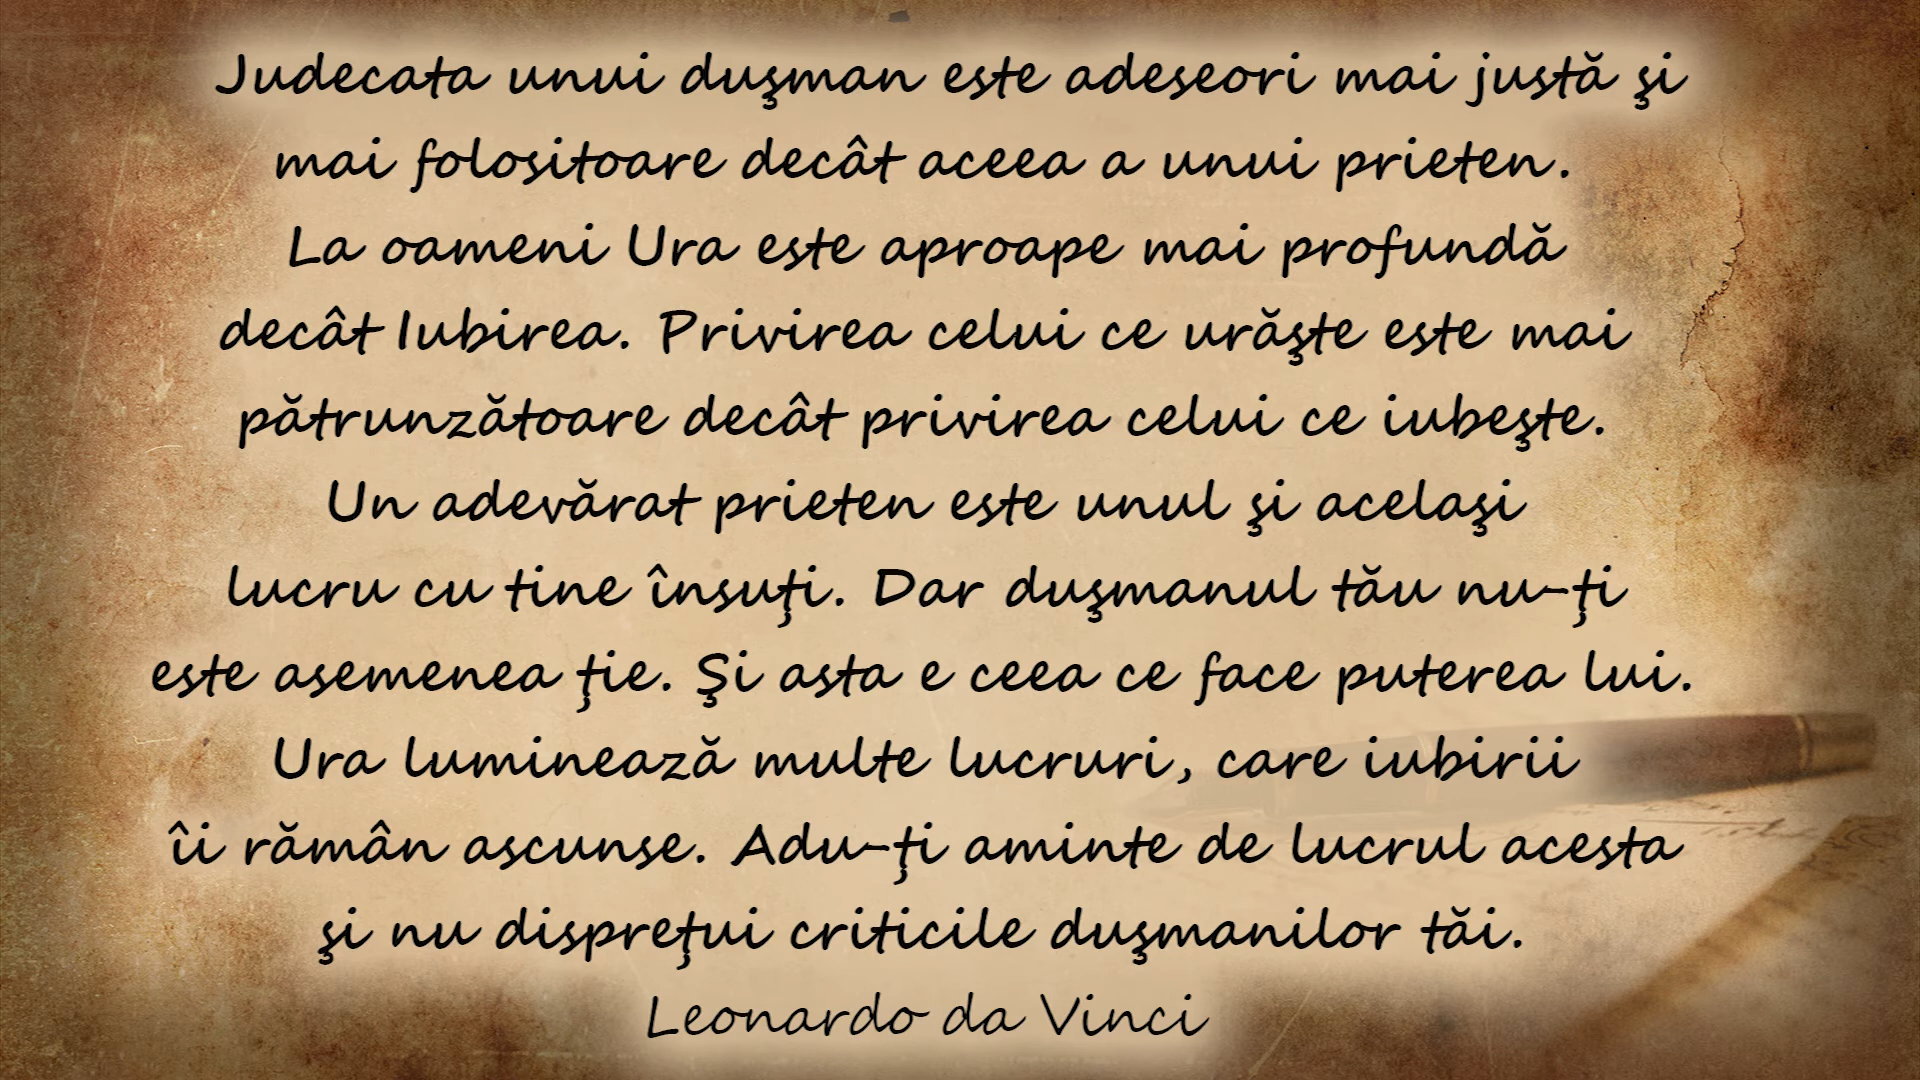 Judecata unui duşman este adeseori mai justă şi
mai folositoare decât aceea a unui prieten.
La oameni Ura este aproape mai profundă
decât Iubirea. Privirea celui ce urăşte este mai
pătrunzătoare decât privirea celui ce iubeşte.
Un adevărat prieten este unul şi acelaşi
lucru cu tine însuţi. Dar duşmanul tău nu-ţi
este asemenea ţie. Şi asta e ceea ce face puterea lui.
Ura luminează multe lucruri, care iubirii
îi rămân ascunse. Adu-ţi aminte de lucrul acesta
şi nu dispreţui criticile duşmanilor tăi.
Leonardo da Vinci